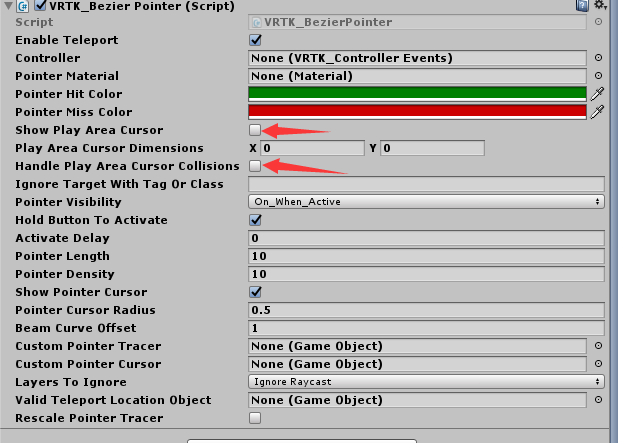 VRTK_Bezier Pointer (Script)
Script VRTK_BezierPointer
Enable Teleport
Controller None (VRTK_Controller Events)
Pointer Material None (Material)
Pointer Hit Color
Pointer Miss Color
Show Play Area Cursor
Play Area Cursor Dimensions X 0 Y 0
Handle Play Area Cursor Collisions
Ignore Target With Tag Or Class
Pointer Visibility On_When_Active
Hold Button To Activate
Activate Delay 0
Pointer Length 10
Pointer Density 10
Show Pointer Cursor
Pointer Cursor Radius 0.5
Beam Curve Offset 1
Custom Pointer Tracer None (Game Object)
Custom Pointer Cursor None (Game Object)
Layers To Ignore Ignore Raycast
Valid Teleport Location Object None (Game Object)
Rescale Pointer Tracer